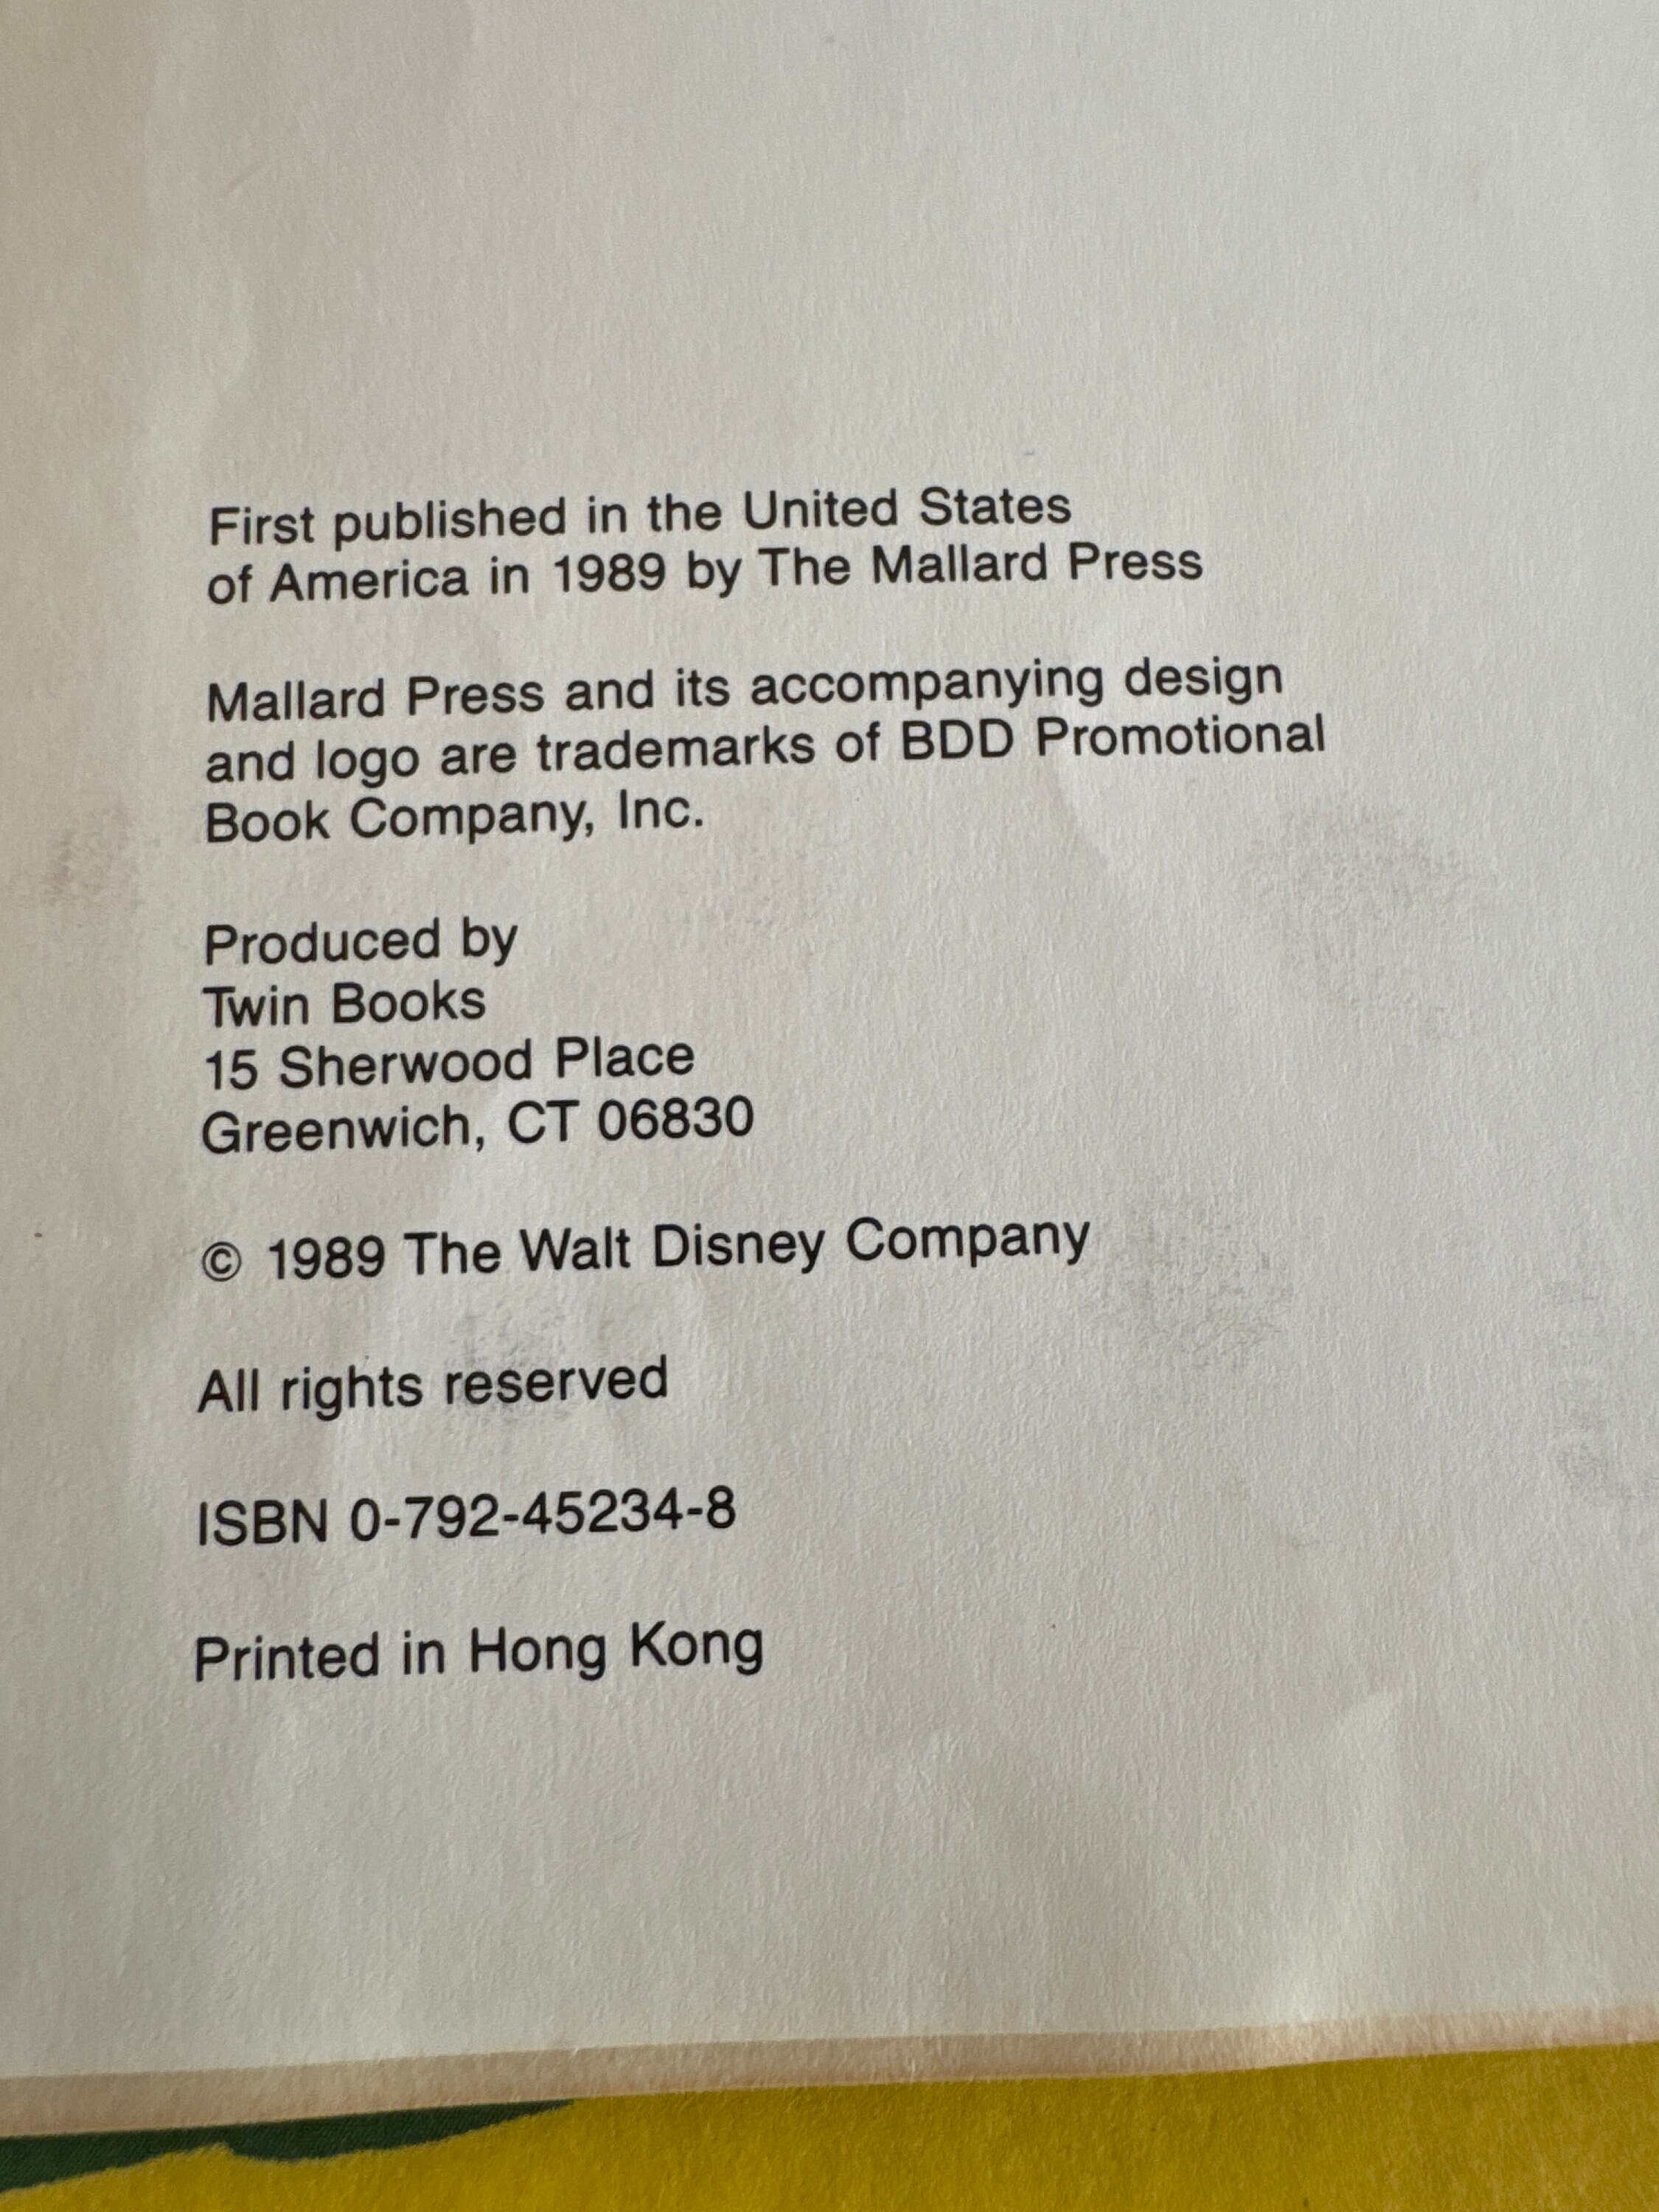 First published in the United States
of America in 1989 by The Mallard Press
Mallard Press and its accompanying design
and logo are trademarks of BDD Promotional
Book Company, Inc.
Produced by
Twin Books
15 Sherwood Place
Greenwich, CT 06830
© 1989 The Walt Disney Company
All rights reserved
ISBN 0-792-45234-8
Printed in Hong Kong